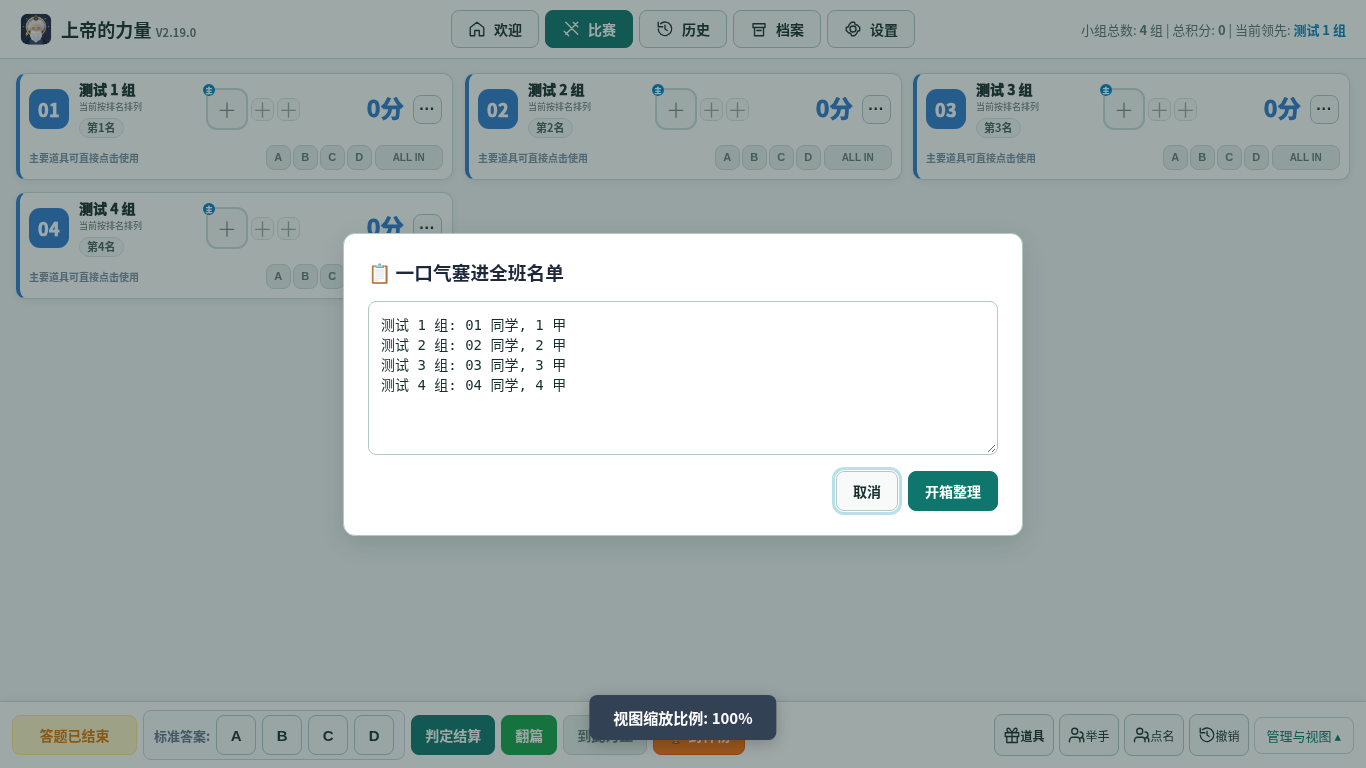 上帝的力量 V2.19.0
欢迎
比赛
历史
档案
设置
小组总数: 4 组 | 总积分: 0 | 当前领先: 测试 1 组
01
测试 1 组
当前按排名排列
第1名
主
0分
主要道具可直接点击使用
A B C D ALL IN
02
测试 2 组
当前按排名排列
第2名
主
0分
主要道具可直接点击使用
A B C D ALL IN
03
测试 3 组
当前按排名排列
第3名
主
0分
主要道具可直接点击使用
A B C D ALL IN
04
测试 4 组
当前按排名排列
第4名
主
0分
主要道具可直接点击使用
A B C
📋 一口气塞进全班名单
测试 1 组: 01 同学, 1 甲
测试 2 组: 02 同学, 2 甲
测试 3 组: 03 同学, 3 甲
测试 4 组: 04 同学, 4 甲
取消
开箱整理
视图缩放比例: 100%
答题已结束
标准答案: A B C D
判定结算
翻篇
道具
举手
点名
撤销
管理与视图 ▴